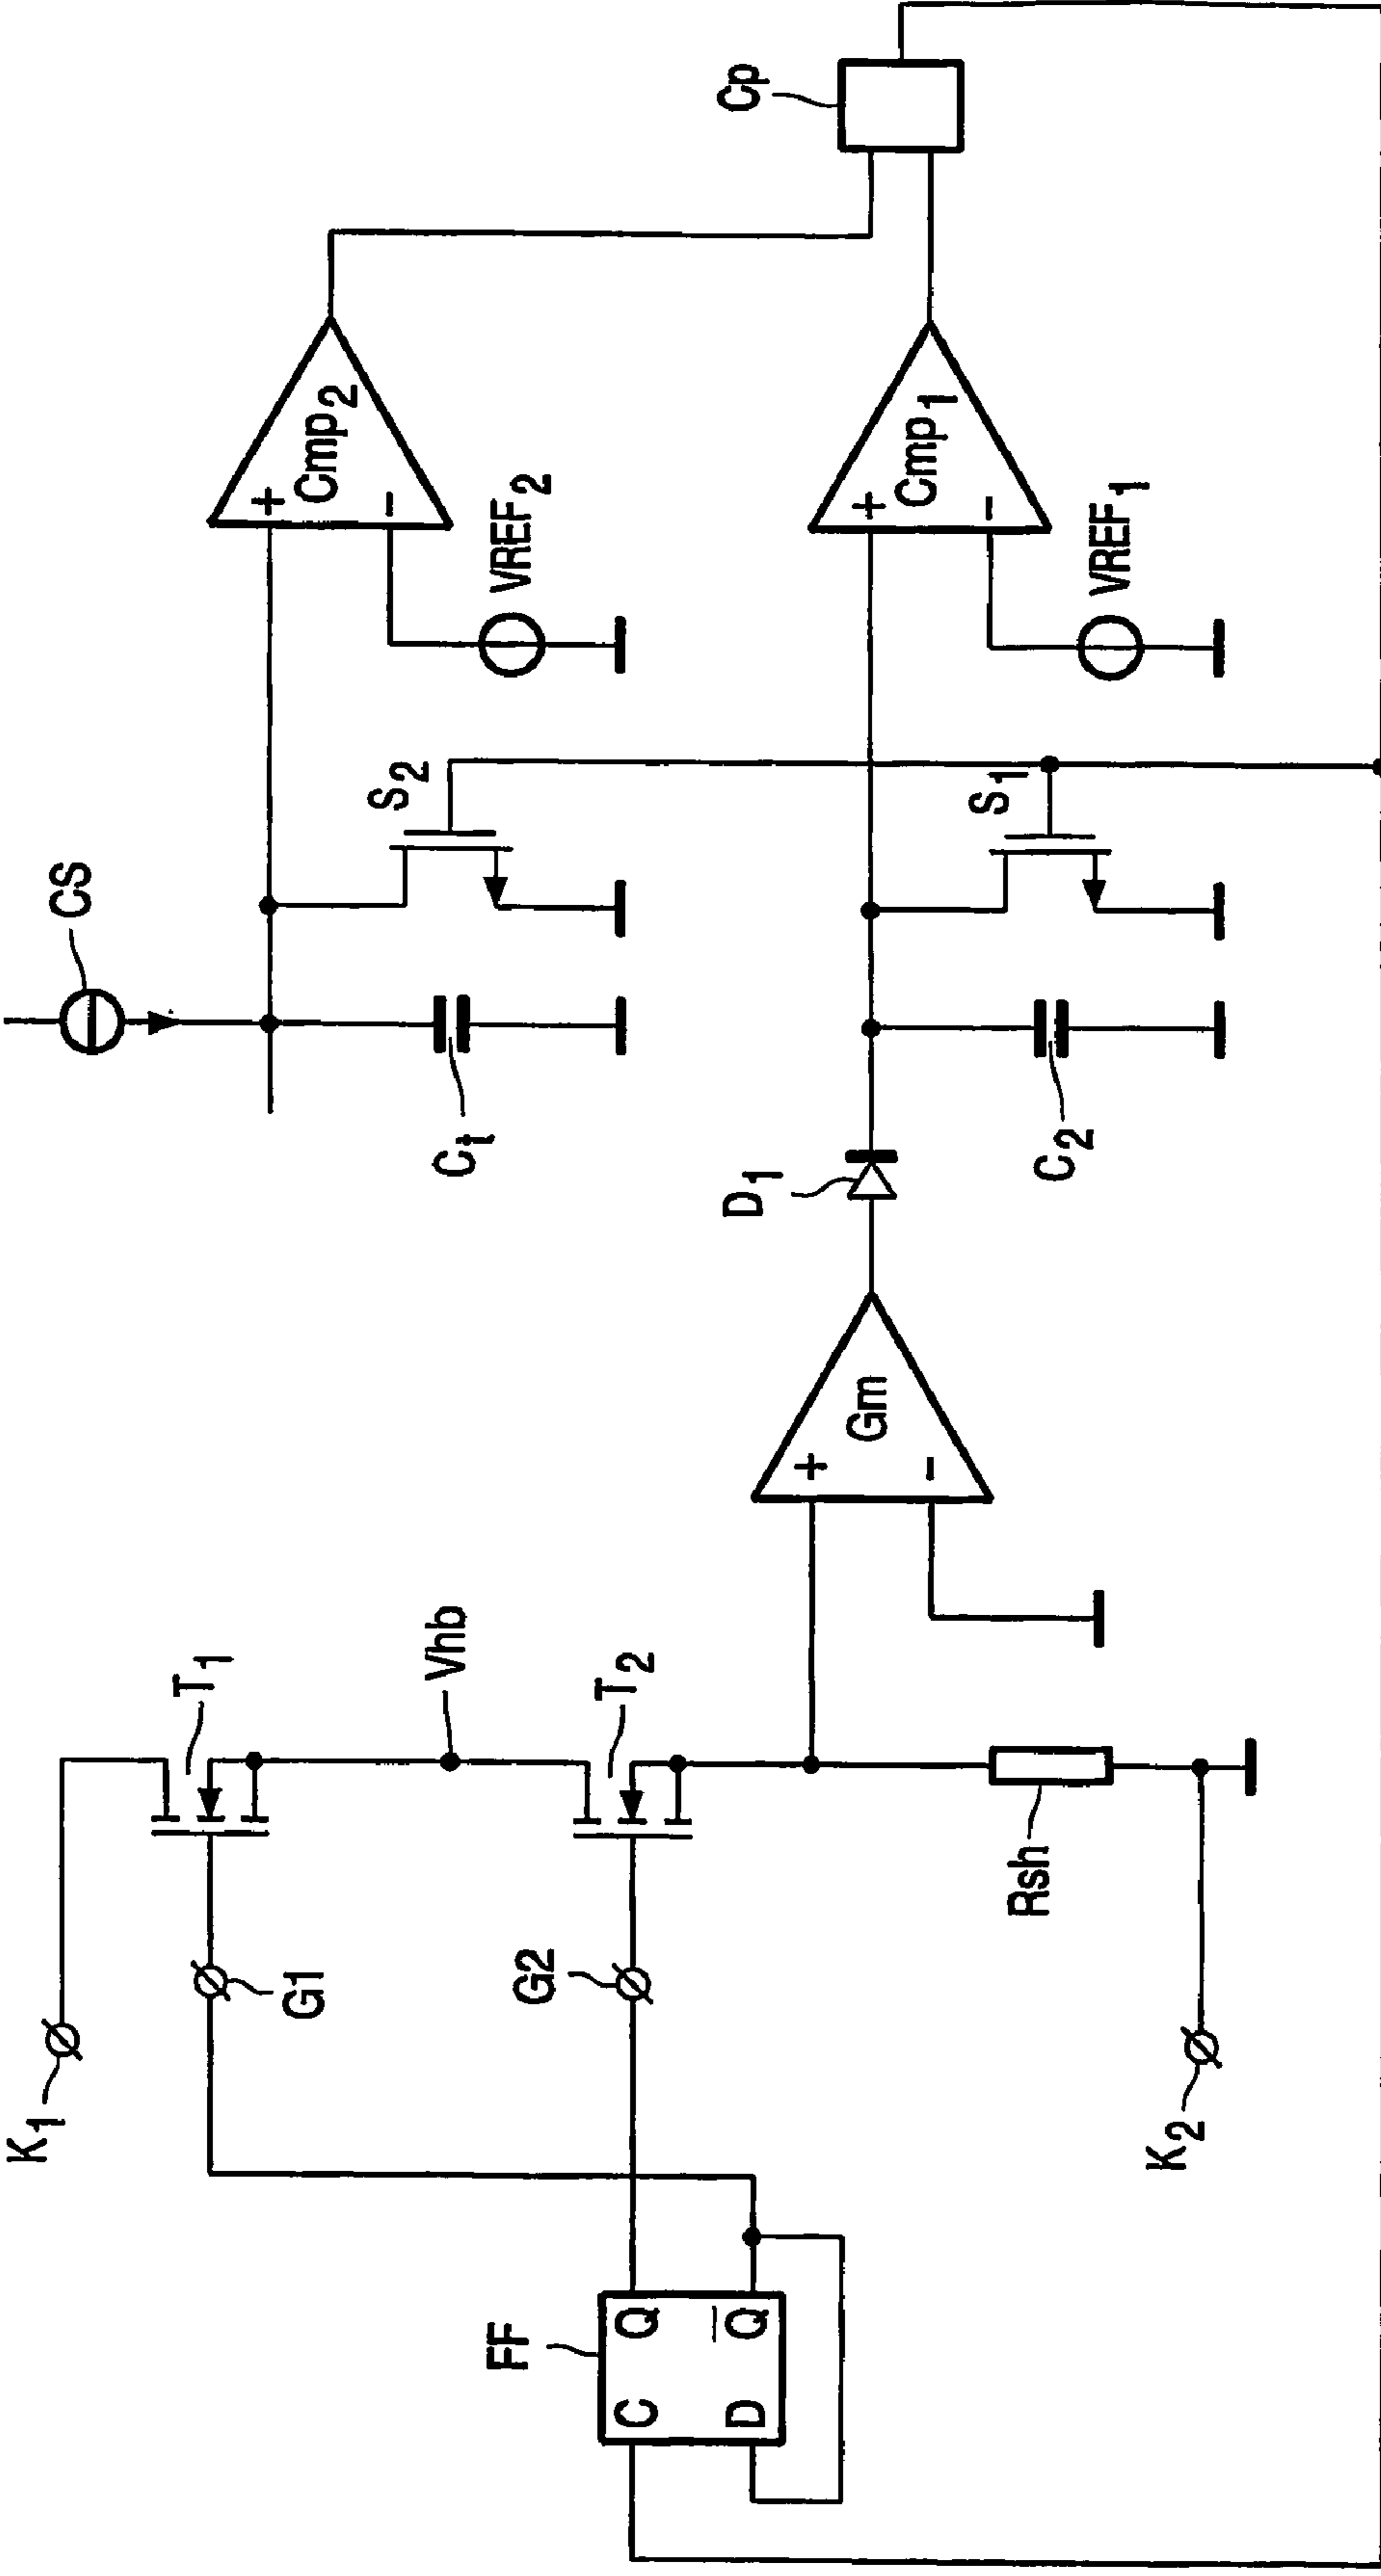 K1
T1
G1
Vhb
T2
G2
FF
C Q
D Q̅
Rsh
K2
+
Gm
-
D1
C2
CS
Ct
S2
S1
+
Cmp2
-
VREF2
+
Cmp1
-
VREF1
Cp